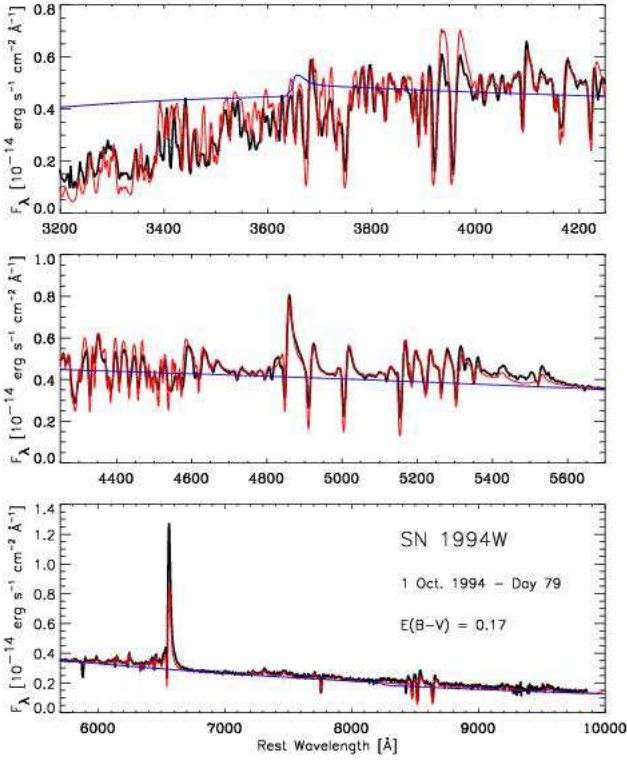 0.8
0.6
0.4
0.2
0.0
F_λ [10⁻¹⁴ erg s⁻¹ cm⁻² Å⁻¹]
3200 3400 3600 3800 4000 4200
1.0
0.8
0.6
0.4
0.2
0.0
F_λ [10⁻¹⁴ erg s⁻¹ cm⁻² Å⁻¹]
4400 4600 4800 5000 5200 5400 5600
1.4
1.2
1.0
0.8
0.6
0.4
0.2
0.0
F_λ [10⁻¹⁴ erg s⁻¹ cm⁻² Å⁻¹]
SN 1994W
1 Oct. 1994 – Day 79
E(B–V) = 0.17
6000 7000 8000 9000 10000
Rest Wavelength [Å]